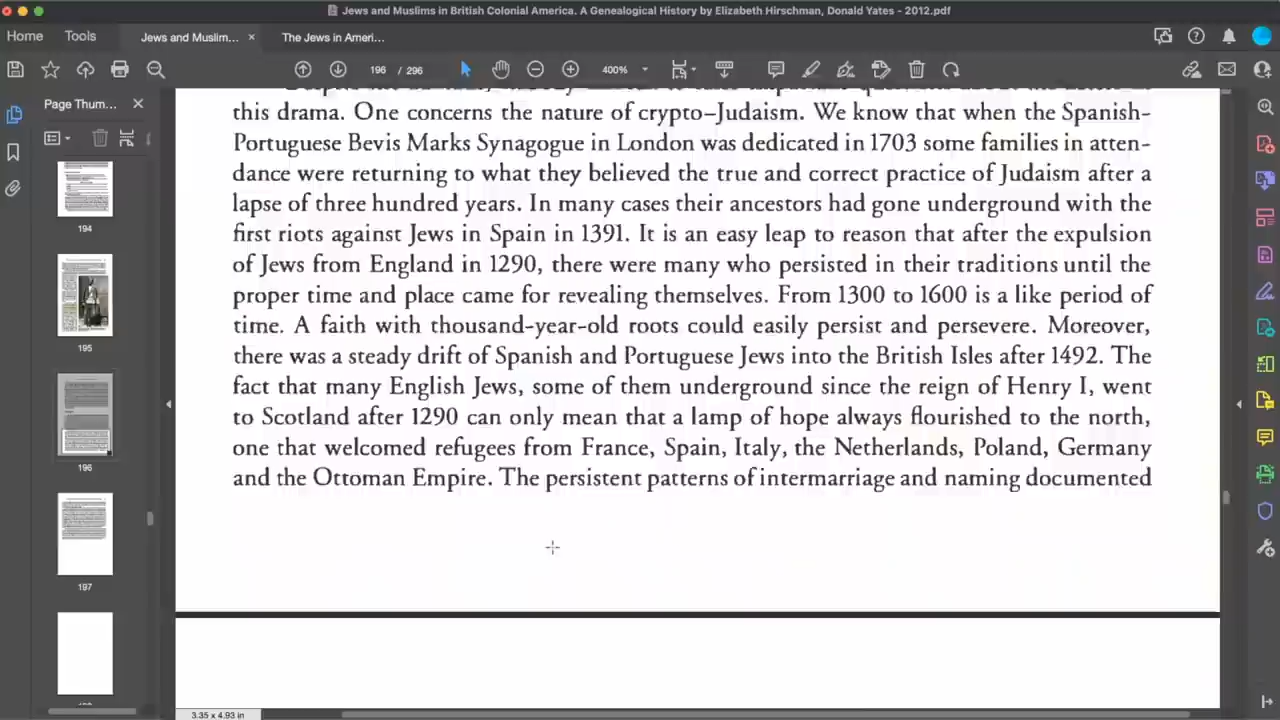 Jews and Muslims in British Colonial America. A Genealogical History by Elizabeth Hirschman, Donald Yates - 2012.pdf
Home
Tools
Jews and Muslim... ×
The Jews in Ameri...
196 / 296
400%
Page Thum... ×
194
195
196
197
this drama. One concerns the nature of crypto–Judaism. We know that when the Spanish-
Portuguese Bevis Marks Synagogue in London was dedicated in 1703 some families in atten-
dance were returning to what they believed the true and correct practice of Judaism after a
lapse of three hundred years. In many cases their ancestors had gone underground with the
first riots against Jews in Spain in 1391. It is an easy leap to reason that after the expulsion
of Jews from England in 1290, there were many who persisted in their traditions until the
proper time and place came for revealing themselves. From 1300 to 1600 is a like period of
time. A faith with thousand-year-old roots could easily persist and persevere. Moreover,
there was a steady drift of Spanish and Portuguese Jews into the British Isles after 1492. The
fact that many English Jews, some of them underground since the reign of Henry I, went
to Scotland after 1290 can only mean that a lamp of hope always flourished to the north,
one that welcomed refugees from France, Spain, Italy, the Netherlands, Poland, Germany
and the Ottoman Empire. The persistent patterns of intermarriage and naming documented
3.35 x 4.93 in